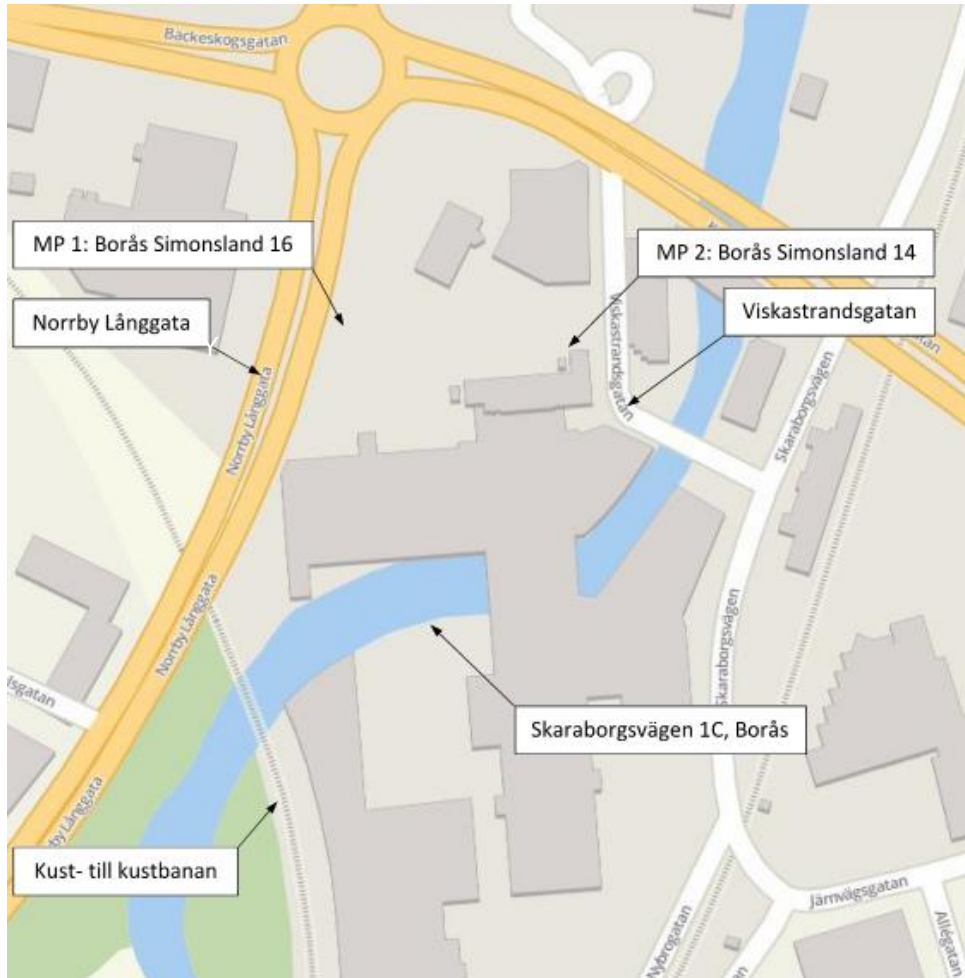 Bäckeskogsgatan
MP 1: Borås Simonsland 16
MP 2: Borås Simonsland 14
Norrby Långgata
Viskastrandsgatan
Viskastrandsgatan
Norrby Långgata
Skaraborgsvägen
Norrby Långgata
Skaraborgsvägen
Skaraborgsvägen 1C, Borås
Kust- till kustbanan
Järnvägsgatan
Nybrogatan
Allégatan